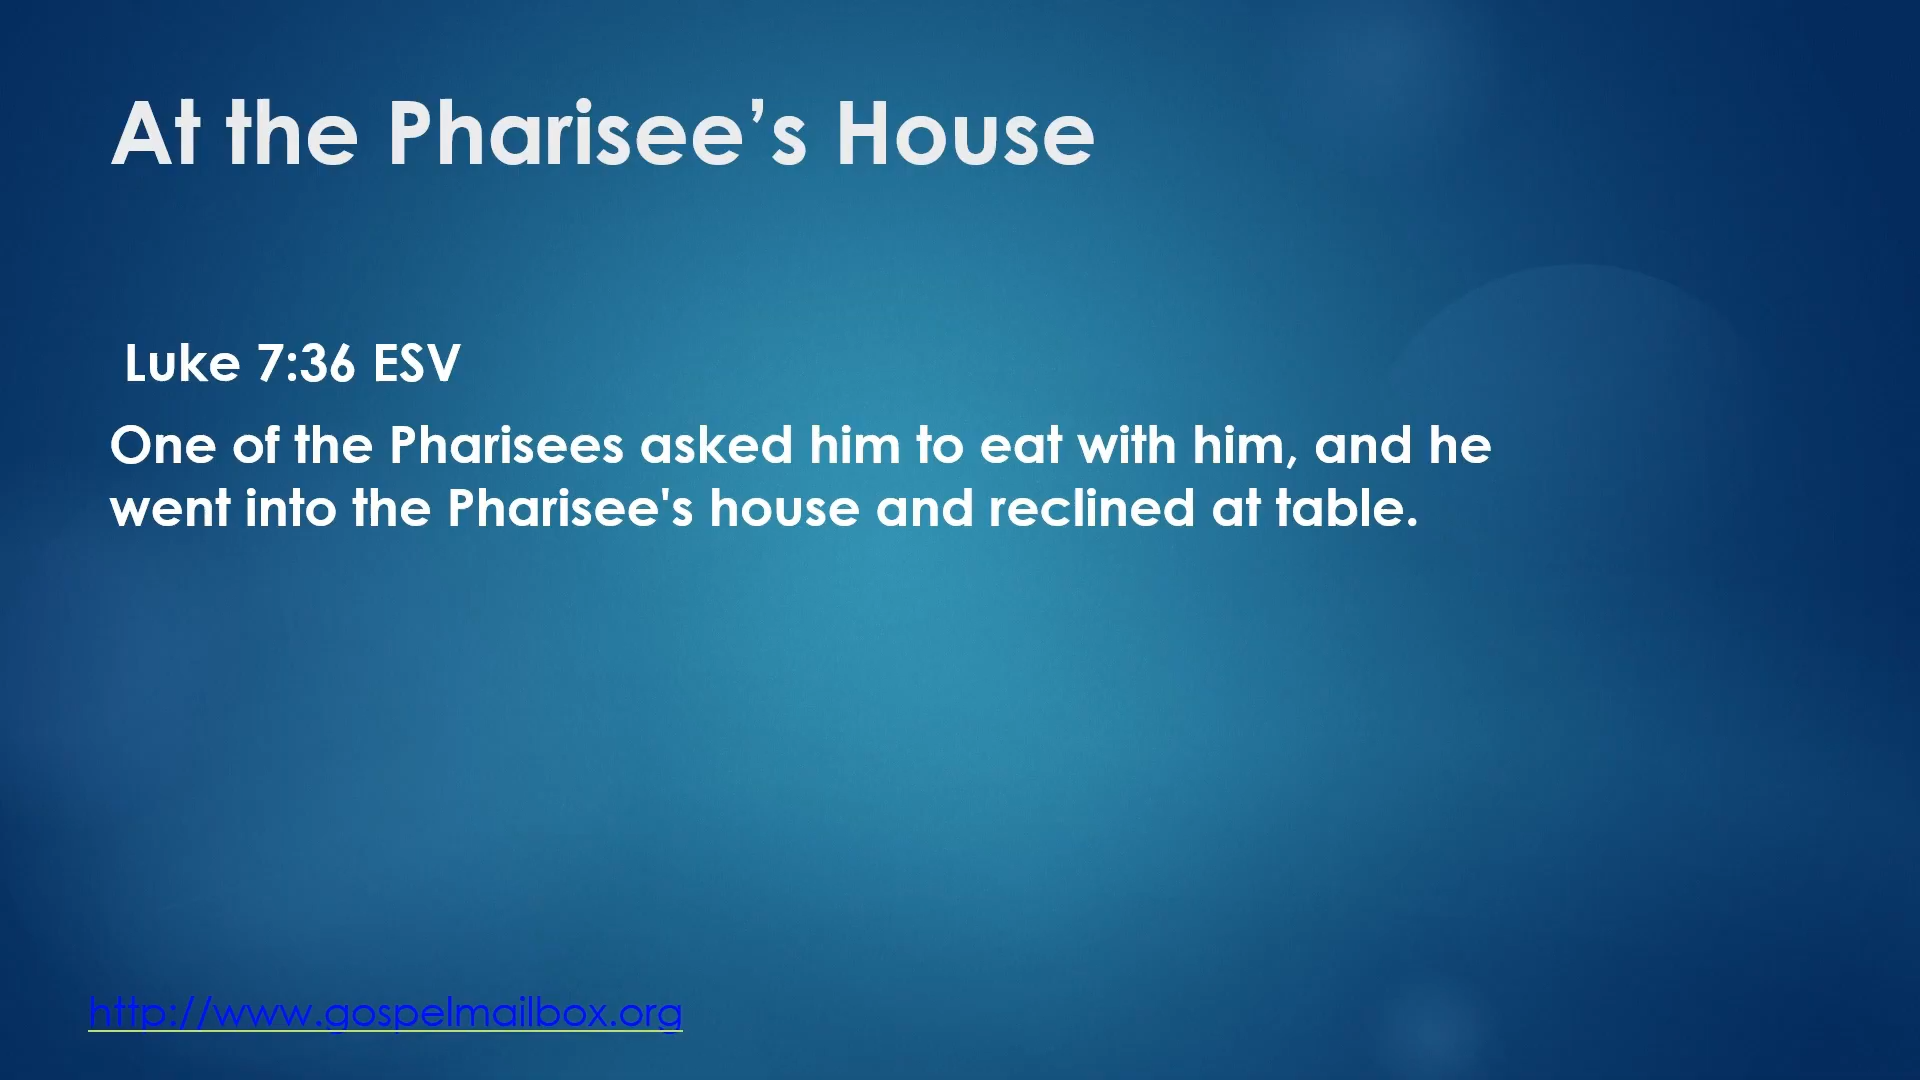 At the Pharisee’s House
Luke 7:36 ESV
One of the Pharisees asked him to eat with him, and he
went into the Pharisee's house and reclined at table.
http://www.gospelmailbox.org